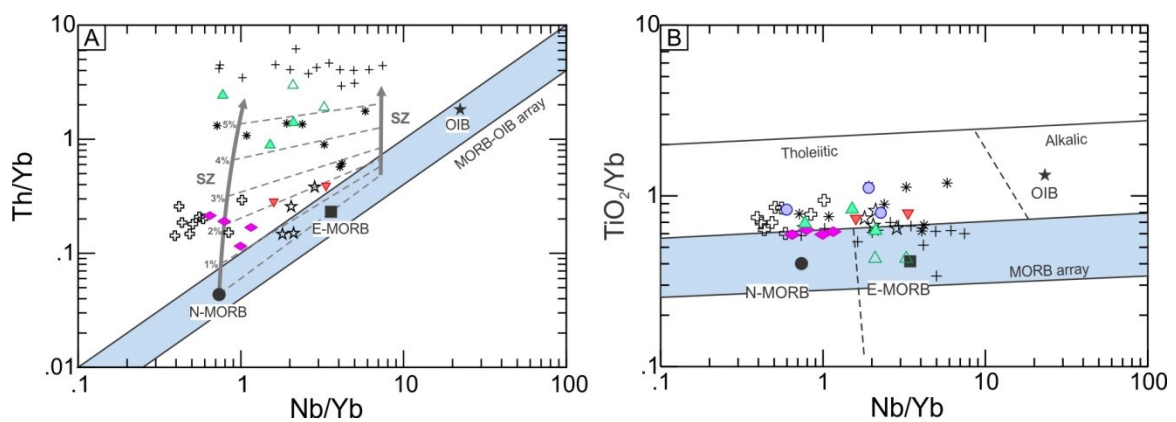 A
10
1
.1
.01
Th/Yb
SZ
5%
4%
3%
2%
1%
SZ
OIB
MORB-OIB array
E-MORB
N-MORB
.1
1
10
100
Nb/Yb
B
10
1
.1
TiO2/Yb
Tholeiitic
Alkalic
OIB
MORB array
N-MORB
E-MORB
.1
1
10
100
Nb/Yb